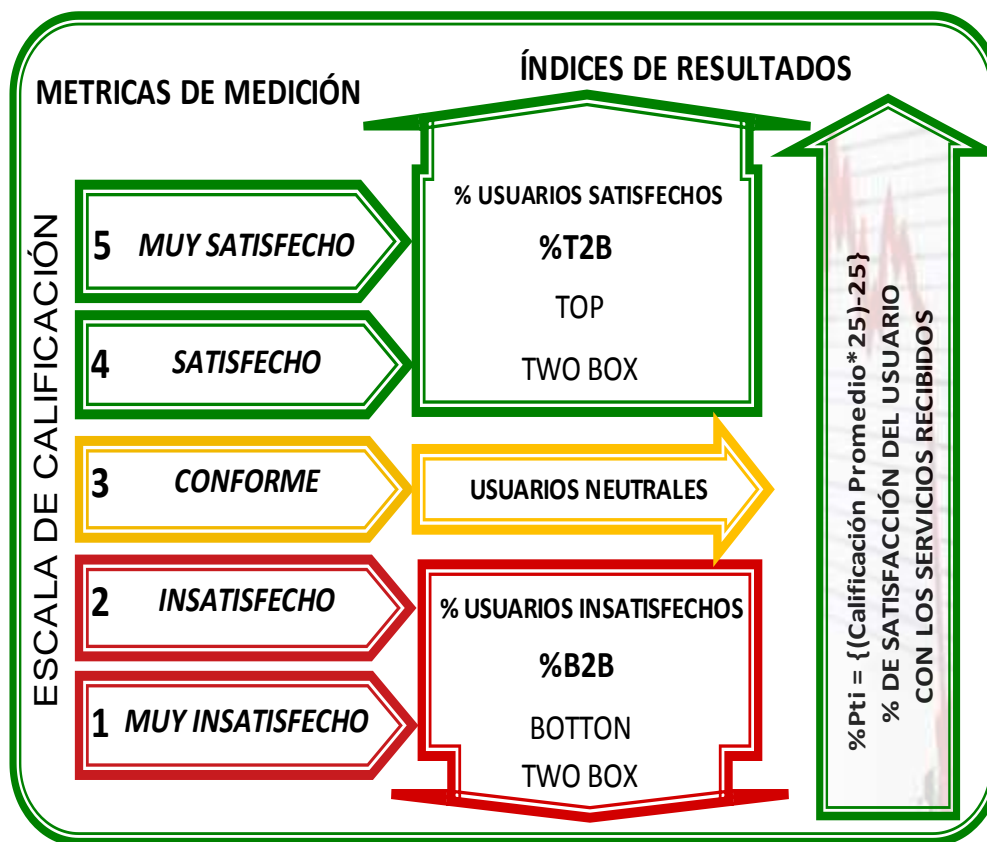 METRICAS DE MEDICIÓN
ÍNDICES DE RESULTADOS
ESCALA DE CALIFICACIÓN
5 MUY SATISFECHO
4 SATISFECHO
3 CONFORME
2 INSATISFECHO
1 MUY INSATISFECHO
% USUARIOS SATISFECHOS
%T2B
TOP
TWO BOX
USUARIOS NEUTRALES
% USUARIOS INSATISFECHOS
%B2B
BOTTON
TWO BOX
%Pti = {(Calificación Promedio*25)-25}
% DE SATISFACCIÓN DEL USUARIO
CON LOS SERVICIOS RECIBIDOS